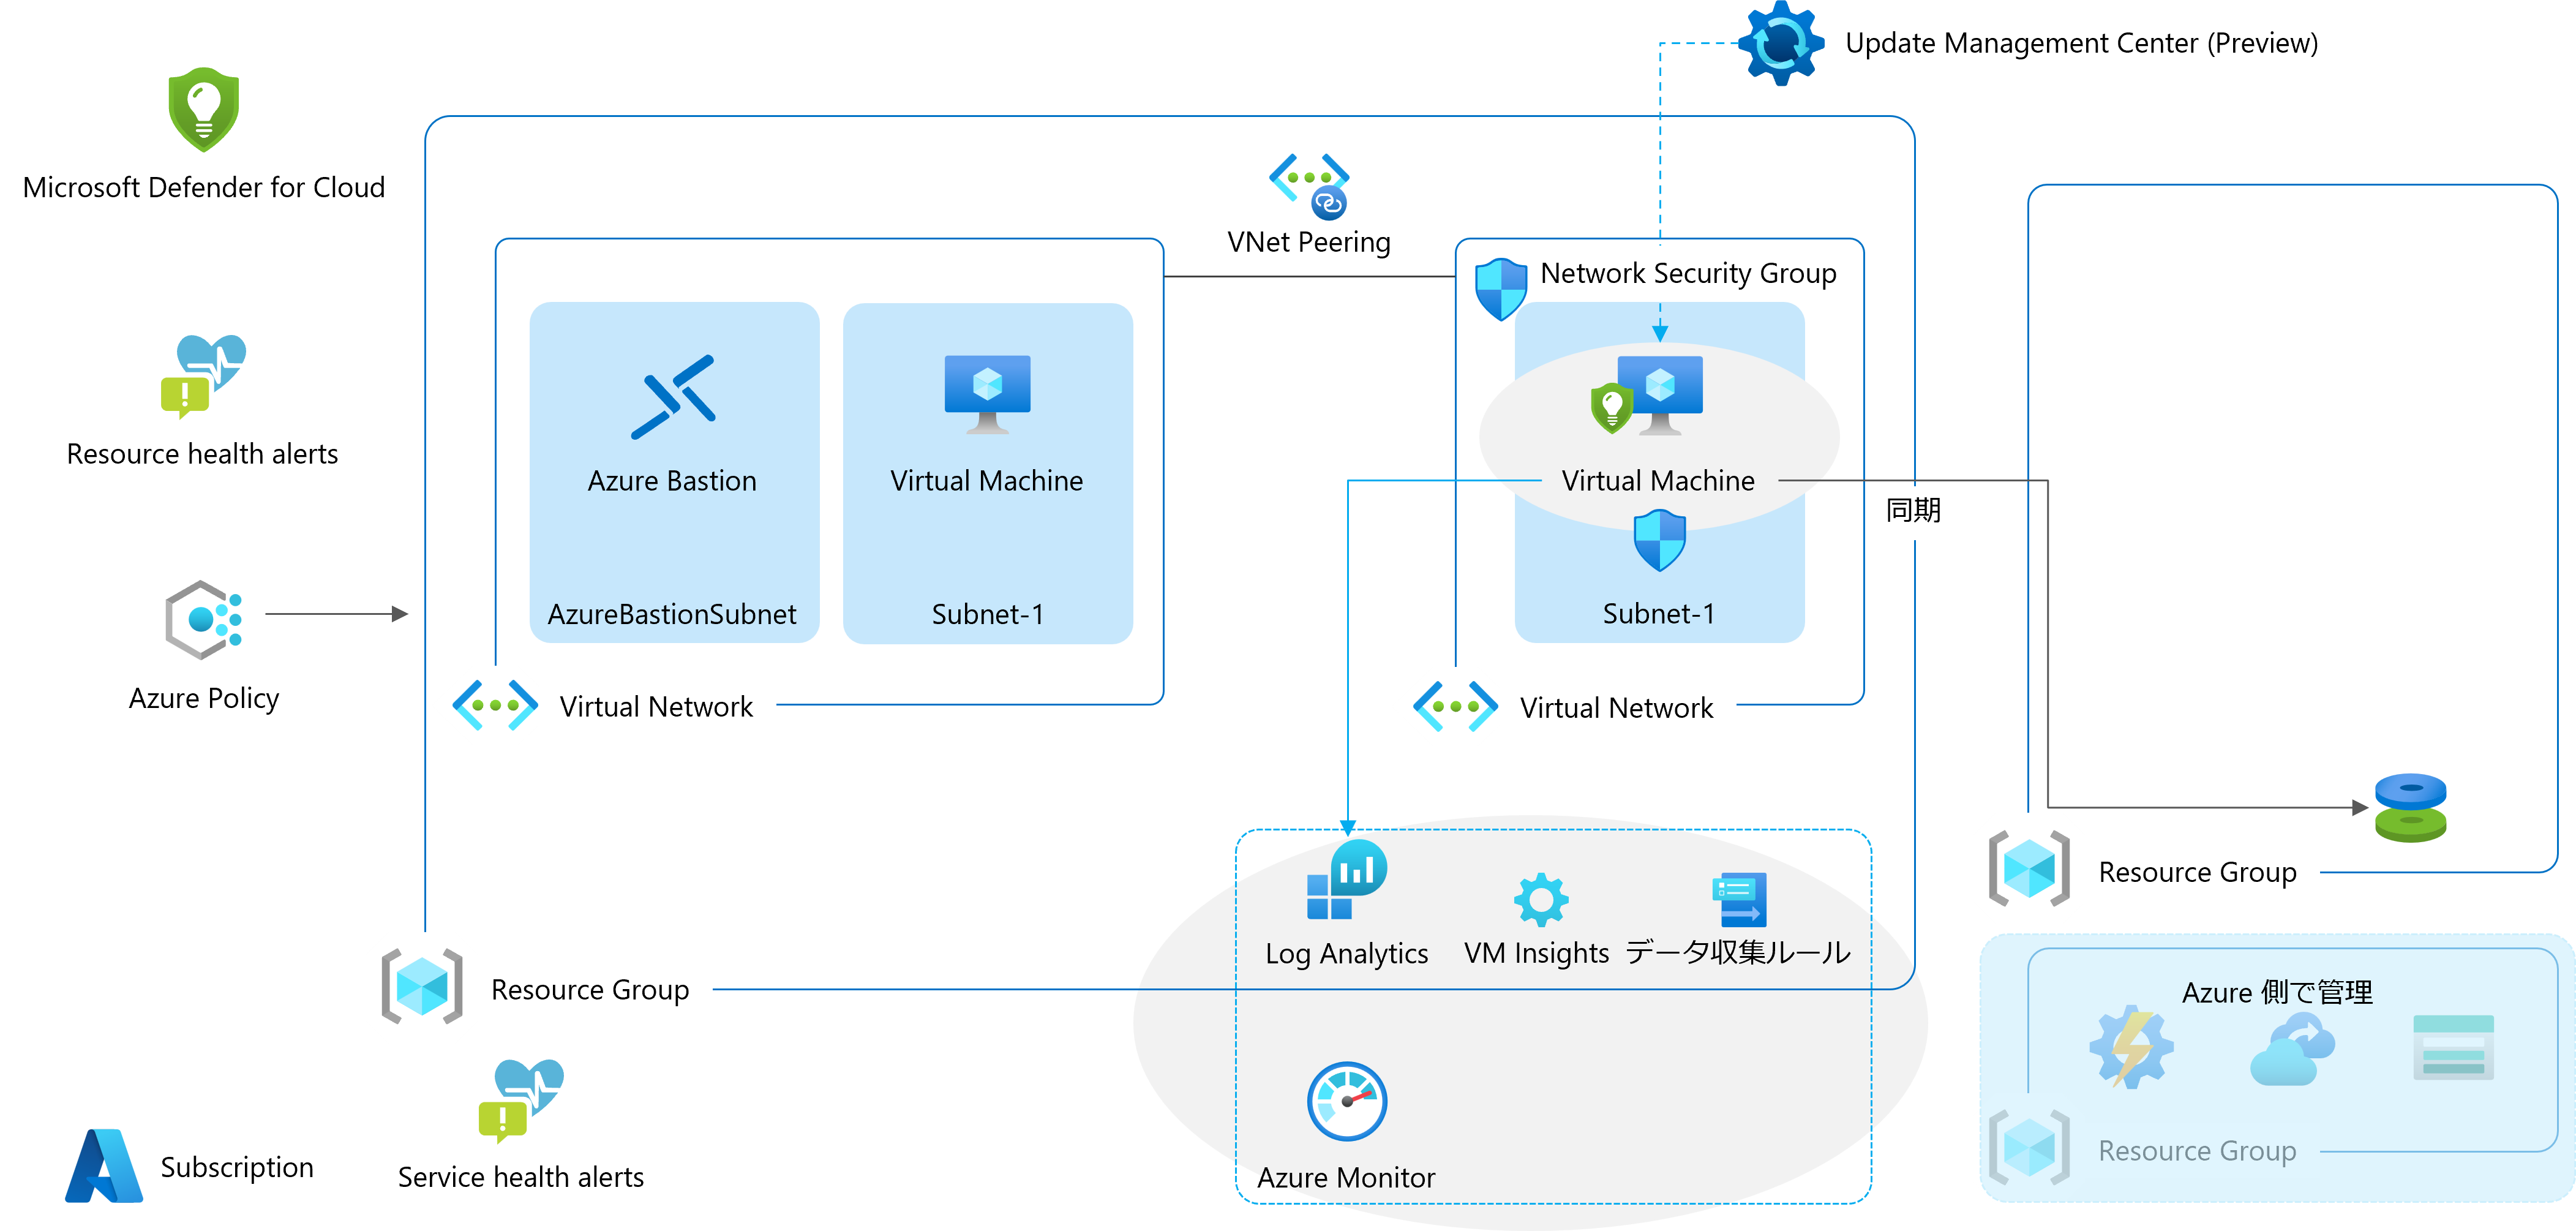 Update Management Center (Preview)
Microsoft Defender for Cloud
VNet Peering
Network Security Group
Resource health alerts
Azure Bastion
Virtual Machine
Virtual Machine
同期
AzureBastionSubnet
Subnet-1
Subnet-1
Azure Policy
Virtual Network
Virtual Network
Resource Group
Log Analytics
VM Insights
データ収集ルール
Resource Group
Azure 側で管理
Resource Group
Subscription
Service health alerts
Azure Monitor